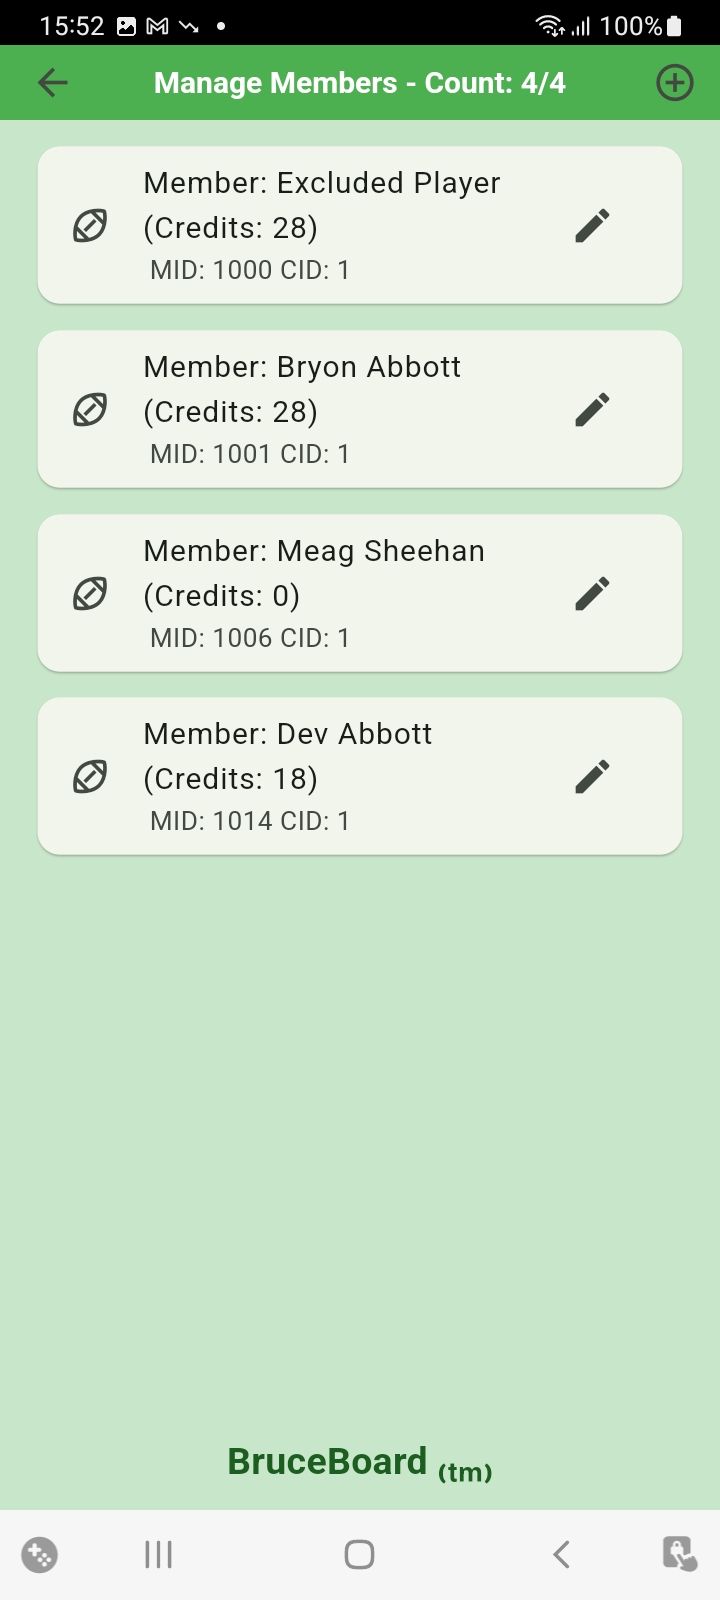 15:52 100%
Manage Members - Count: 4/4
Member: Excluded Player
(Credits: 28)
MID: 1000 CID: 1
Member: Bryon Abbott
(Credits: 28)
MID: 1001 CID: 1
Member: Meag Sheehan
(Credits: 0)
MID: 1006 CID: 1
Member: Dev Abbott
(Credits: 18)
MID: 1014 CID: 1
BruceBoard (tm)